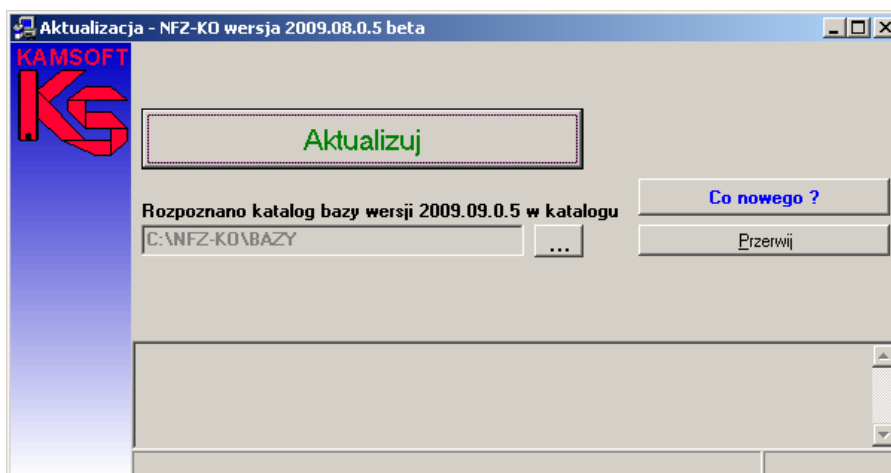 Aktualizacja - NFZ-KO wersja 2009.08.0.5 beta
KAMSOFT
KS
Aktualizuj
Rozpoznano katalog bazy wersji 2009.09.0.5 w katalogu
C:\NFZ-KO\BAZY
...
Co nowego ?
Przerwij